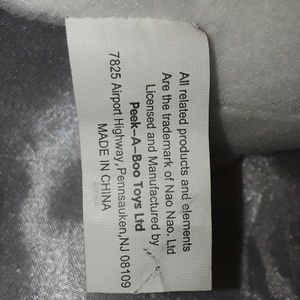 All related products and elements
Are the trademark of Nao Nao. Ltd
Licensed and Manufactured by
Peek-A-Boo Toys Ltd
7825 Airport Highway, Pennsauken, NJ 08109
MADE IN CHINA